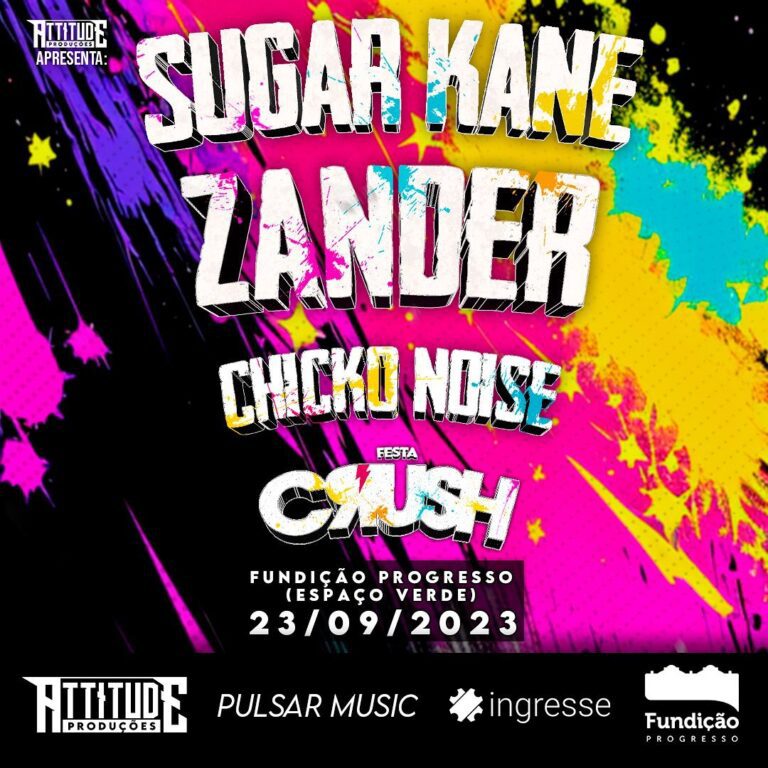 ATTITUDE
PRODUÇÕES
APRESENTA:
SUGAR KANE
ZANDER
CHICKO NOISE
FESTA
CRUSH
FUNDIÇÃO PROGRESSO
(ESPAÇO VERDE)
23/09/2023
ATTITUDE
PRODUÇÕES
PULSAR MUSIC
ingresse
Fundição
PROGRESSO